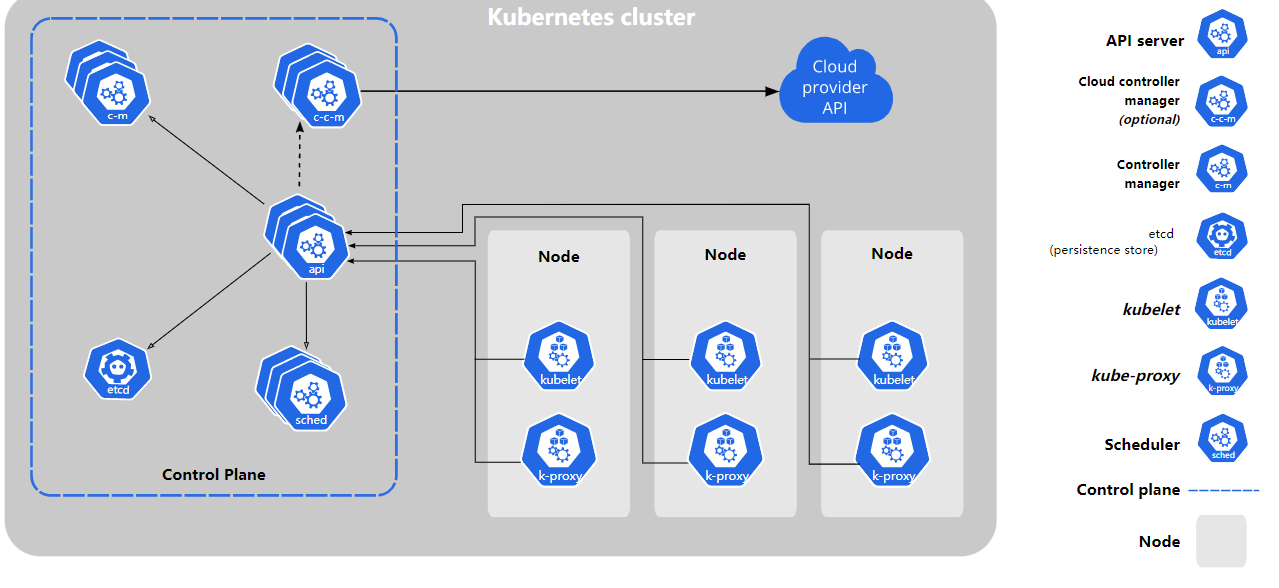 Kubernetes cluster
c-m
c-c-m
Cloud
provider
API
api
etcd
sched
Control Plane
Node
kubelet
k-proxy
Node
kubelet
k-proxy
Node
kubelet
k-proxy
API server
api
Cloud controller
manager
(optional)
c-c-m
Controller
manager
c-m
etcd
(persistence store)
etcd
kubelet
kubelet
kube-proxy
k-proxy
Scheduler
sched
Control plane
Node